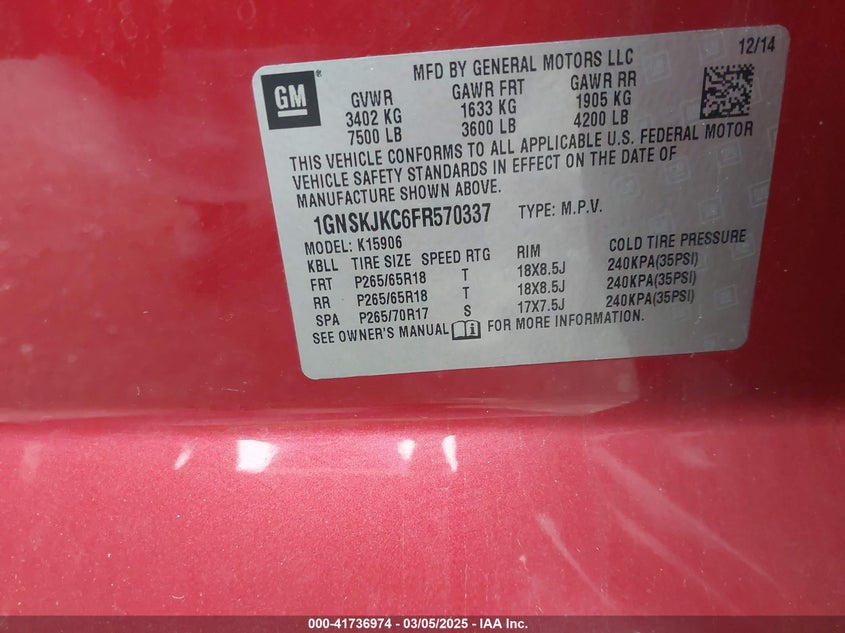 12/14
MFD BY GENERAL MOTORS LLC
GM®
GVWR GAWR FRT GAWR RR
3402 KG 1633 KG 1905 KG
7500 LB 3600 LB 4200 LB
THIS VEHICLE CONFORMS TO ALL APPLICABLE U.S. FEDERAL MOTOR
VEHICLE SAFETY STANDARDS IN EFFECT ON THE DATE OF
MANUFACTURE SHOWN ABOVE.
1GNSKJKC6FR570337 TYPE: M.P.V.
MODEL: K15906
KBLL TIRE SIZE SPEED RTG RIM COLD TIRE PRESSURE
FRT P265/65R18 T 18X8.5J 240KPA(35PSI)
RR P265/65R18 T 18X8.5J 240KPA(35PSI)
SPA P265/70R17 S 17X7.5J 240KPA(35PSI)
SEE OWNER'S MANUAL FOR MORE INFORMATION.
000-41736974 - 03/05/2025 - IAA Inc.